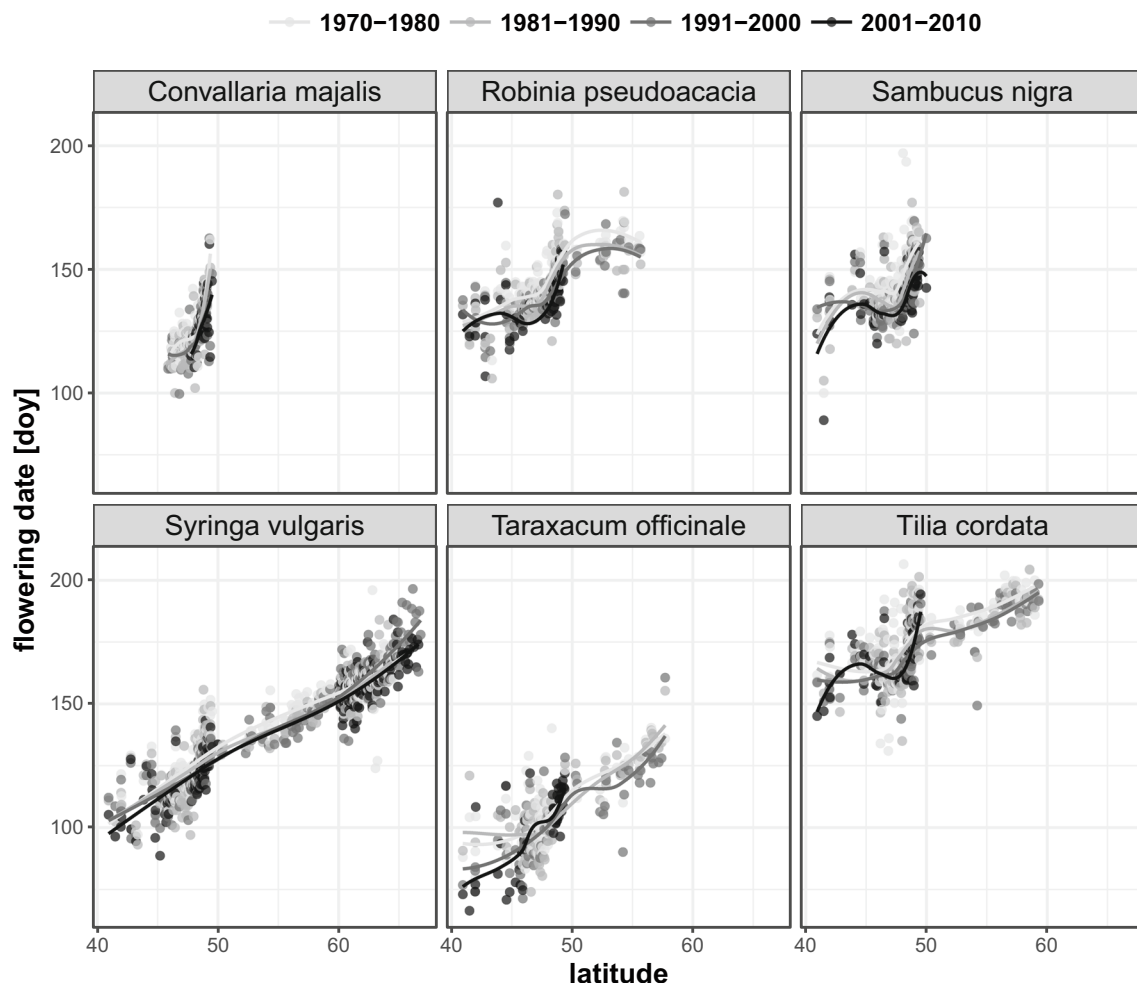 1970−1980 1981−1990 1991−2000 2001−2010
Convallaria majalis Robinia pseudoacacia Sambucus nigra
200
150
100
flowering date [doy]
Syringa vulgaris Taraxacum officinale Tilia cordata
200
150
100
40 50 60 40 50 60 40 50 60
latitude